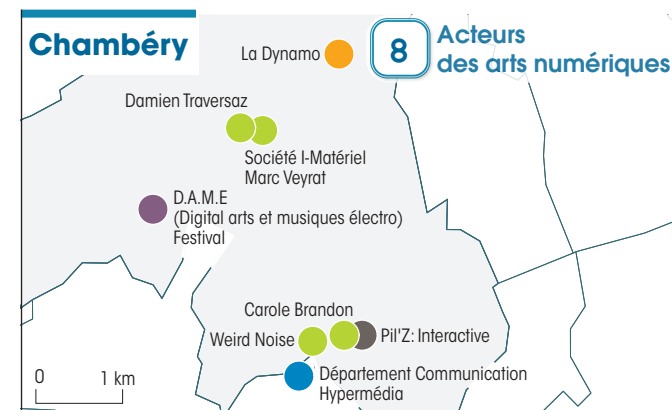 Chambéry
8
Acteurs
des arts numériques
La Dynamo
Damien Traversaz
Société I-Matériel
Marc Veyrat
D.A.M.E
(Digital arts et musiques électro)
Festival
Carole Brandon
Weird Noise
Pil'Z: Interactive
Département Communication
Hypermédia
0 1 km